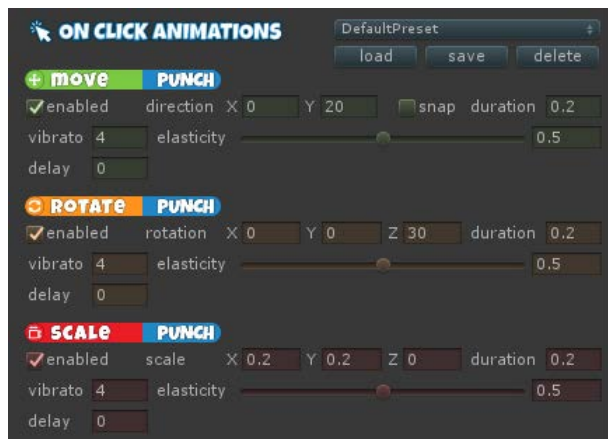 ON CLICK ANIMATIONS DefaultPreset
load save delete
move PUNCH
enabled direction X 0 Y 20 snap duration 0.2
vibrato 4 elasticity 0.5
delay 0
ROTATe PUNCH
enabled rotation X 0 Y 0 Z 30 duration 0.2
vibrato 4 elasticity 0.5
delay 0
SCALe PUNCH
enabled scale X 0.2 Y 0.2 Z 0 duration 0.2
vibrato 4 elasticity 0.5
delay 0